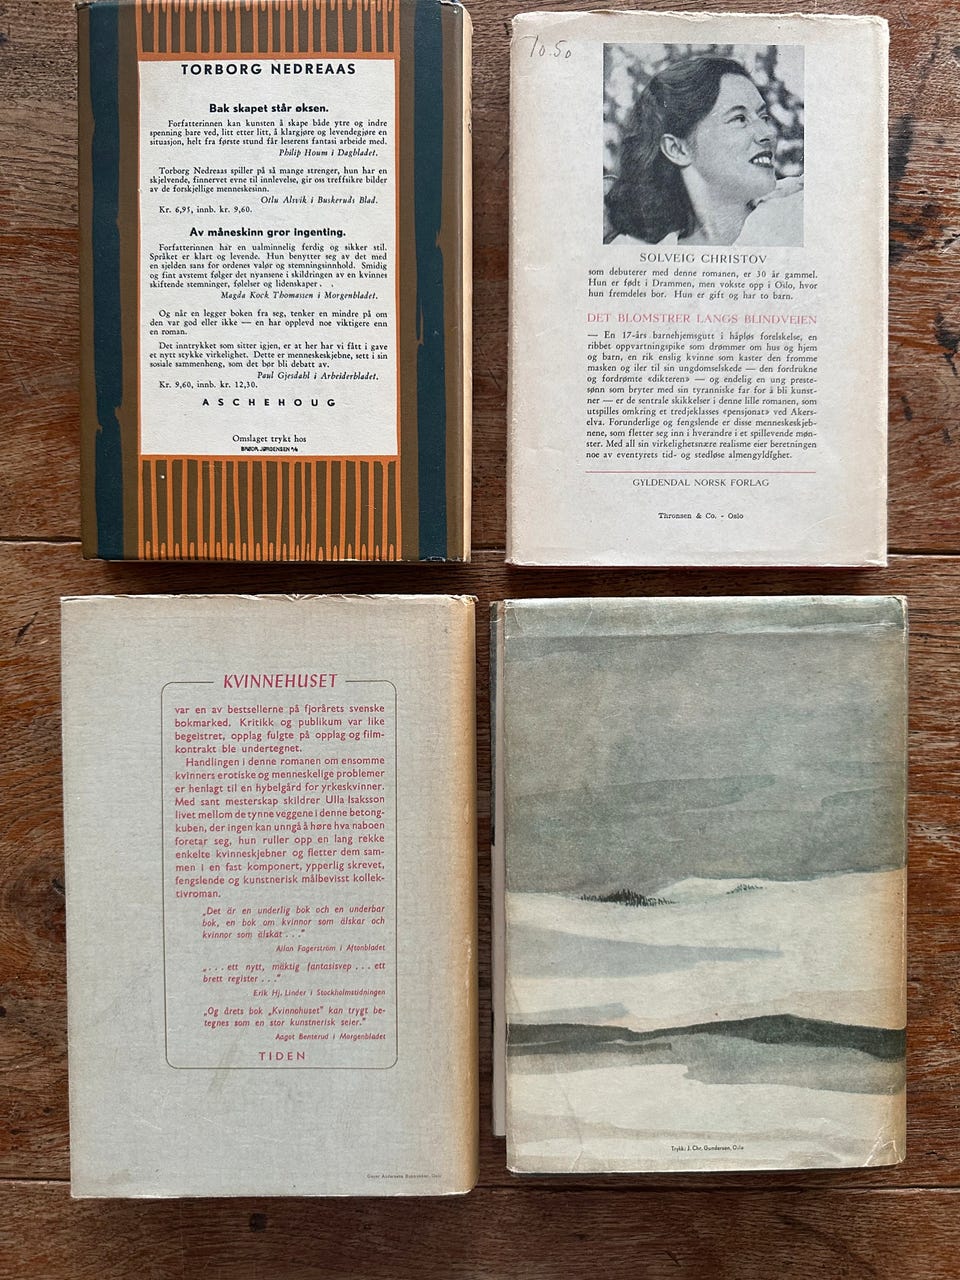 TORBORG NEDREAAS
Bak skapet står øksen.
Forfatterinnen kan kunsten å skape både ytre og indre
spenning bare ved, litt etter litt, å klargjøre og levendegjøre en
situasjon, helt fra første stund får leserens fantasi arbeide med.
Philip Houm i Dagbladet.
Torborg Nedreaas spiller på så mange strenger, hun har en
skjelvende, finnervet evne til innlevelse, gir oss treffsikre bilder
av de forskjellige menneskesinn.
Otlu Alsvik i Buskeruds Blad.
Kr. 6,95, innb. kr. 9,60.
Av måneskinn gror ingenting.
Forfatterinnen har en ualminnelig ferdig og sikker stil.
Språket er klart og levende. Hun benytter seg av det med
en sjelden sans for ordenes valør og stemningsinnhold. Smidig
og fint avstemt følger det nyansene i skildringen av en kvinnes
skiftende stemninger, følelser og lidenskaper . .
Magda Kock Thomassen i Morgenbladet.
Og når en legger boken fra seg, tenker en mindre på om
den var god eller ikke — en har opplevd noe viktigere enn
en roman.
Det inntrykket som sitter igjen, er at her har vi fått i gave
et nytt stykke virkelighet. Dette er menneskeskjebne, sett i sin
sosiale sammenheng, som det bør bli debatt av.
Paul Gjesdahl i Arbeiderbladet.
Kr. 9,60, innb. kr. 12,30.
ASCHEHOUG
Omslaget trykt hos
BRØDR. JØRGENSEN A/S
10.50
SOLVEIG CHRISTOV
som debuterer med denne romanen, er 30 år gammel.
Hun er født i Drammen, men vokste opp i Oslo, hvor
hun fremdeles bor. Hun er gift og har to barn.
DET BLOMSTRER LANGS BLINDVEIEN
— En 17-års barnehjemsgutt i håpløs forelskelse, en
ribbet oppvartningspike som drømmer om hus og hjem
og barn, en rik enslig kvinne som kaster den fromme
masken og iler til sin ungdomselskede — den fordrukne
og fordrømte «dikteren» — og endelig en ung preste-
sønn som bryter med sin tyranniske far for å bli kunst-
ner — er de sentrale skikkelser i denne lille romanen, som
utspilles omkring et tredjeklasses «pensjonat» ved Akers-
elva. Forunderlige og fengslende er disse menneskeskjeb-
nene, som fletter seg inn i hverandre i et spillevende møn-
ster. Med all sin virkelighetsnære realisme eier beretningen
noe av eventyrets tid- og stedløse almengyldighet.
GYLDENDAL NORSK FORLAG
Thronsen & Co. - Oslo
KVINNEHUSET
var en av bestsellerne på fjorårets svenske
bokmarked. Kritikk og publikum var like
begeistret, opplag fulgte på opplag og film-
kontrakt ble undertegnet.
Handlingen i denne romanen om ensomme
kvinners erotiske og menneskelige problemer
er henlagt til en hybelgård for yrkeskvinner.
Med sant mesterskap skildrer Ulla Isaksson
livet mellom de tynne veggene i denne betong-
kuben, der ingen kan unngå å høre hva naboen
foretar seg, hun ruller opp en lang rekke
enkelte kvinneskjebner og fletter dem sam-
men i en fast komponert, ypperlig skrevet,
fengslende og kunstnerisk målbevisst kollek-
tivroman.
„Det är en underlig bok och en underbar
bok, en bok om kvinnor som älskar och
kvinnor som älskat . . .”
Allan Fagerström i Aftonbladet
„. . . ett nytt, mäktig fantasisvep . . . ett
brett register . . .”
Erik Hj. Linder i Stockholmstidningen
„Og årets bok „Kvinnohuset” kan trygt be-
tegnes som en stor kunstnerisk seier.”
Aagot Benterud i Morgenbladet
TIDEN
Geyer Andersens Boktrykkeri, Oslo
Trykk: J. Chr. Gundersen, Oslo